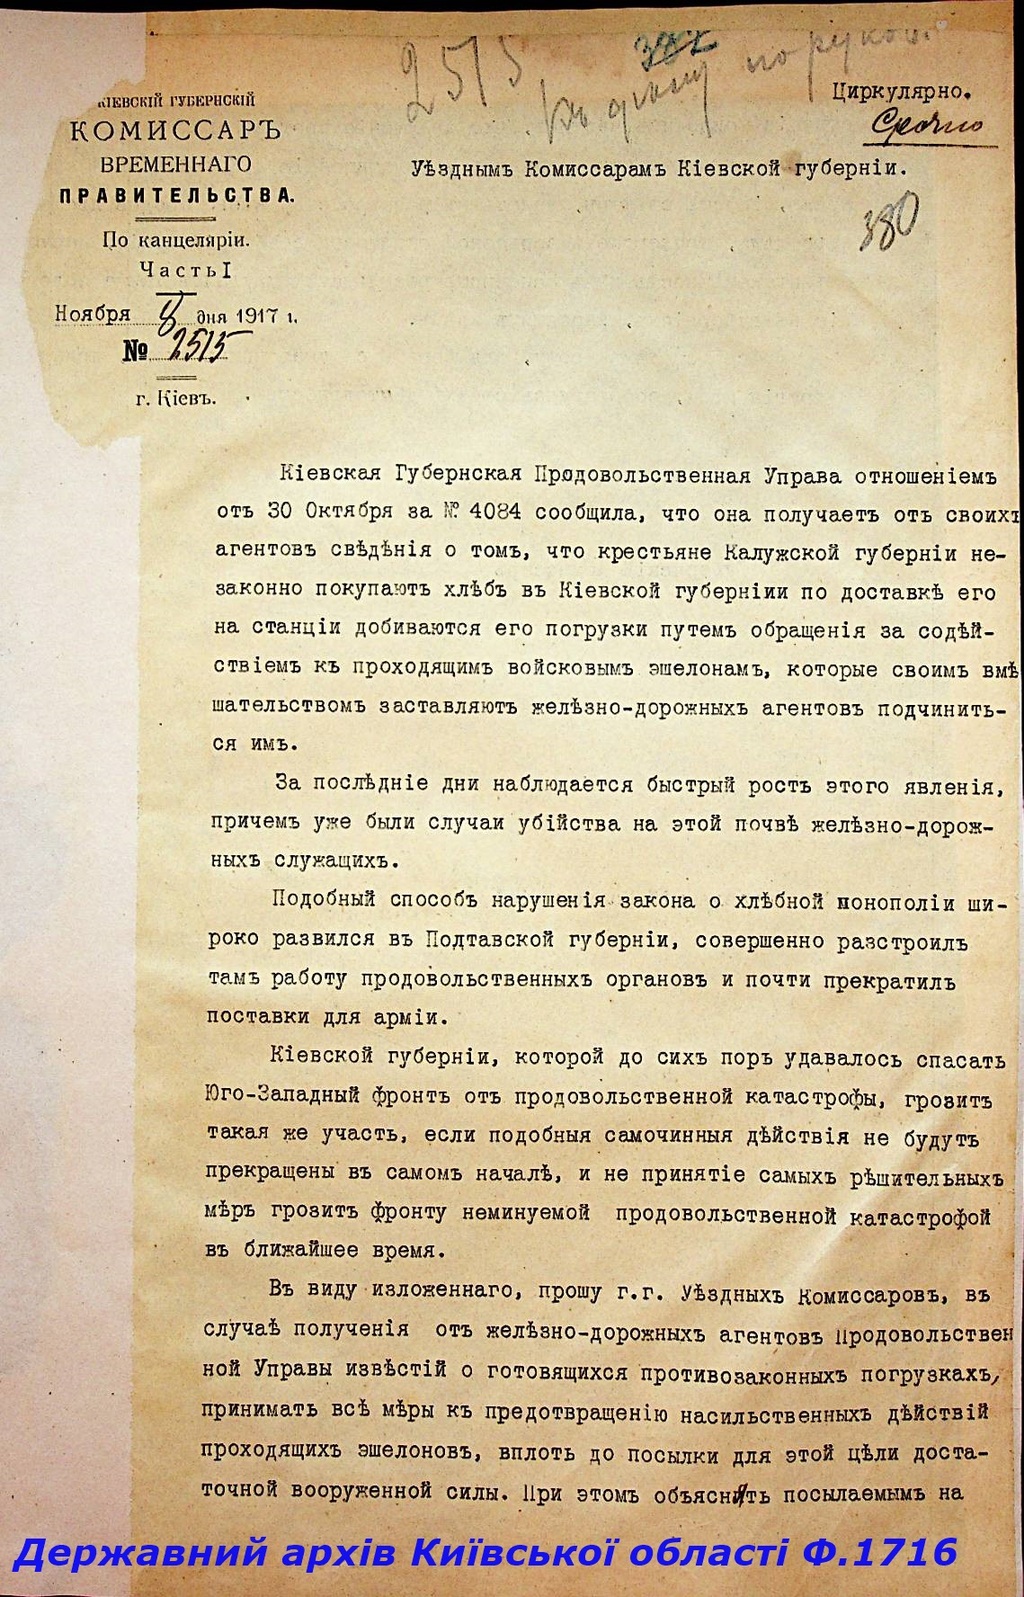 2515
387
къ дѣлу по руков.
КІЕВСКІЙ ГУБЕРНСКІЙ
КОМИССАРЪ
ВРЕМЕННАГО
ПРАВИТЕЛЬСТВА.
По канцеляріи.
Часть I
Ноября 8 дня 1917 г.
№ 2515
г. Кіевъ.
Циркулярно.
Срочно
Уѣзднымъ Комиссарамъ Кіевской губерніи.
380
Кіевская Губернская Продовольственная Управа отношеніемъ
отъ 30 Октября за № 4084 сообщила, что она получаетъ отъ своихъ
агентовъ свѣдѣнія о томъ, что крестьяне Калужской губерніи не-
законно покупаютъ хлѣбъ въ Кіевской губерніии по доставкѣ его
на станціи добиваются его погрузки путемъ обращенія за содѣй-
ствіемъ къ проходящимъ войсковымъ эшелонамъ, которые своимъ вмѣ
шательствомъ заставляютъ желѣзно-дорожныхъ агентовъ подчинить-
ся имъ.
За послѣдніе дни наблюдается быстрый ростъ этого явленія,
причемъ уже были случаи убійства на этой почвѣ желѣзно-дорож-
ныхъ служащихъ.
Подобный способъ нарушенія закона о хлѣбной монополіи ши-
роко развился въ Подтавской губерніи, совершенно разстроилъ
тамъ работу продовольственныхъ органовъ и почти прекратилъ
поставки для арміи.
Кіевской губерніи, которой до сихъ поръ удавалось спасать
Юго-Западный фронтъ отъ продовольственной катастрофы, грозитъ
такая же участь, если подобныя самочинныя дѣйствія не будутъ
прекращены въ самомъ началѣ, и не принятіе самыхъ рѣшительныхъ
мѣръ грозитъ фронту неминуемой продовольственной катастрофой
въ ближайшее время.
Въ виду изложеннаго, прошу г.г. Уѣздныхъ Комиссаровъ, въ
случаѣ полученія отъ желѣзно-дорожныхъ агентовъ Продовольствен
ной Управы извѣстій о готовящихся противозаконныхъ погрузкахъ,
принимать всѣ мѣры къ предотвращенію насильственныхъ дѣйствій
проходящихъ эшелоновъ, вплоть до посылки для этой цѣли доста-
точной вооруженной силы. При этомъ объяснять посылаемымъ на
Державний архів Київської області Ф.1716